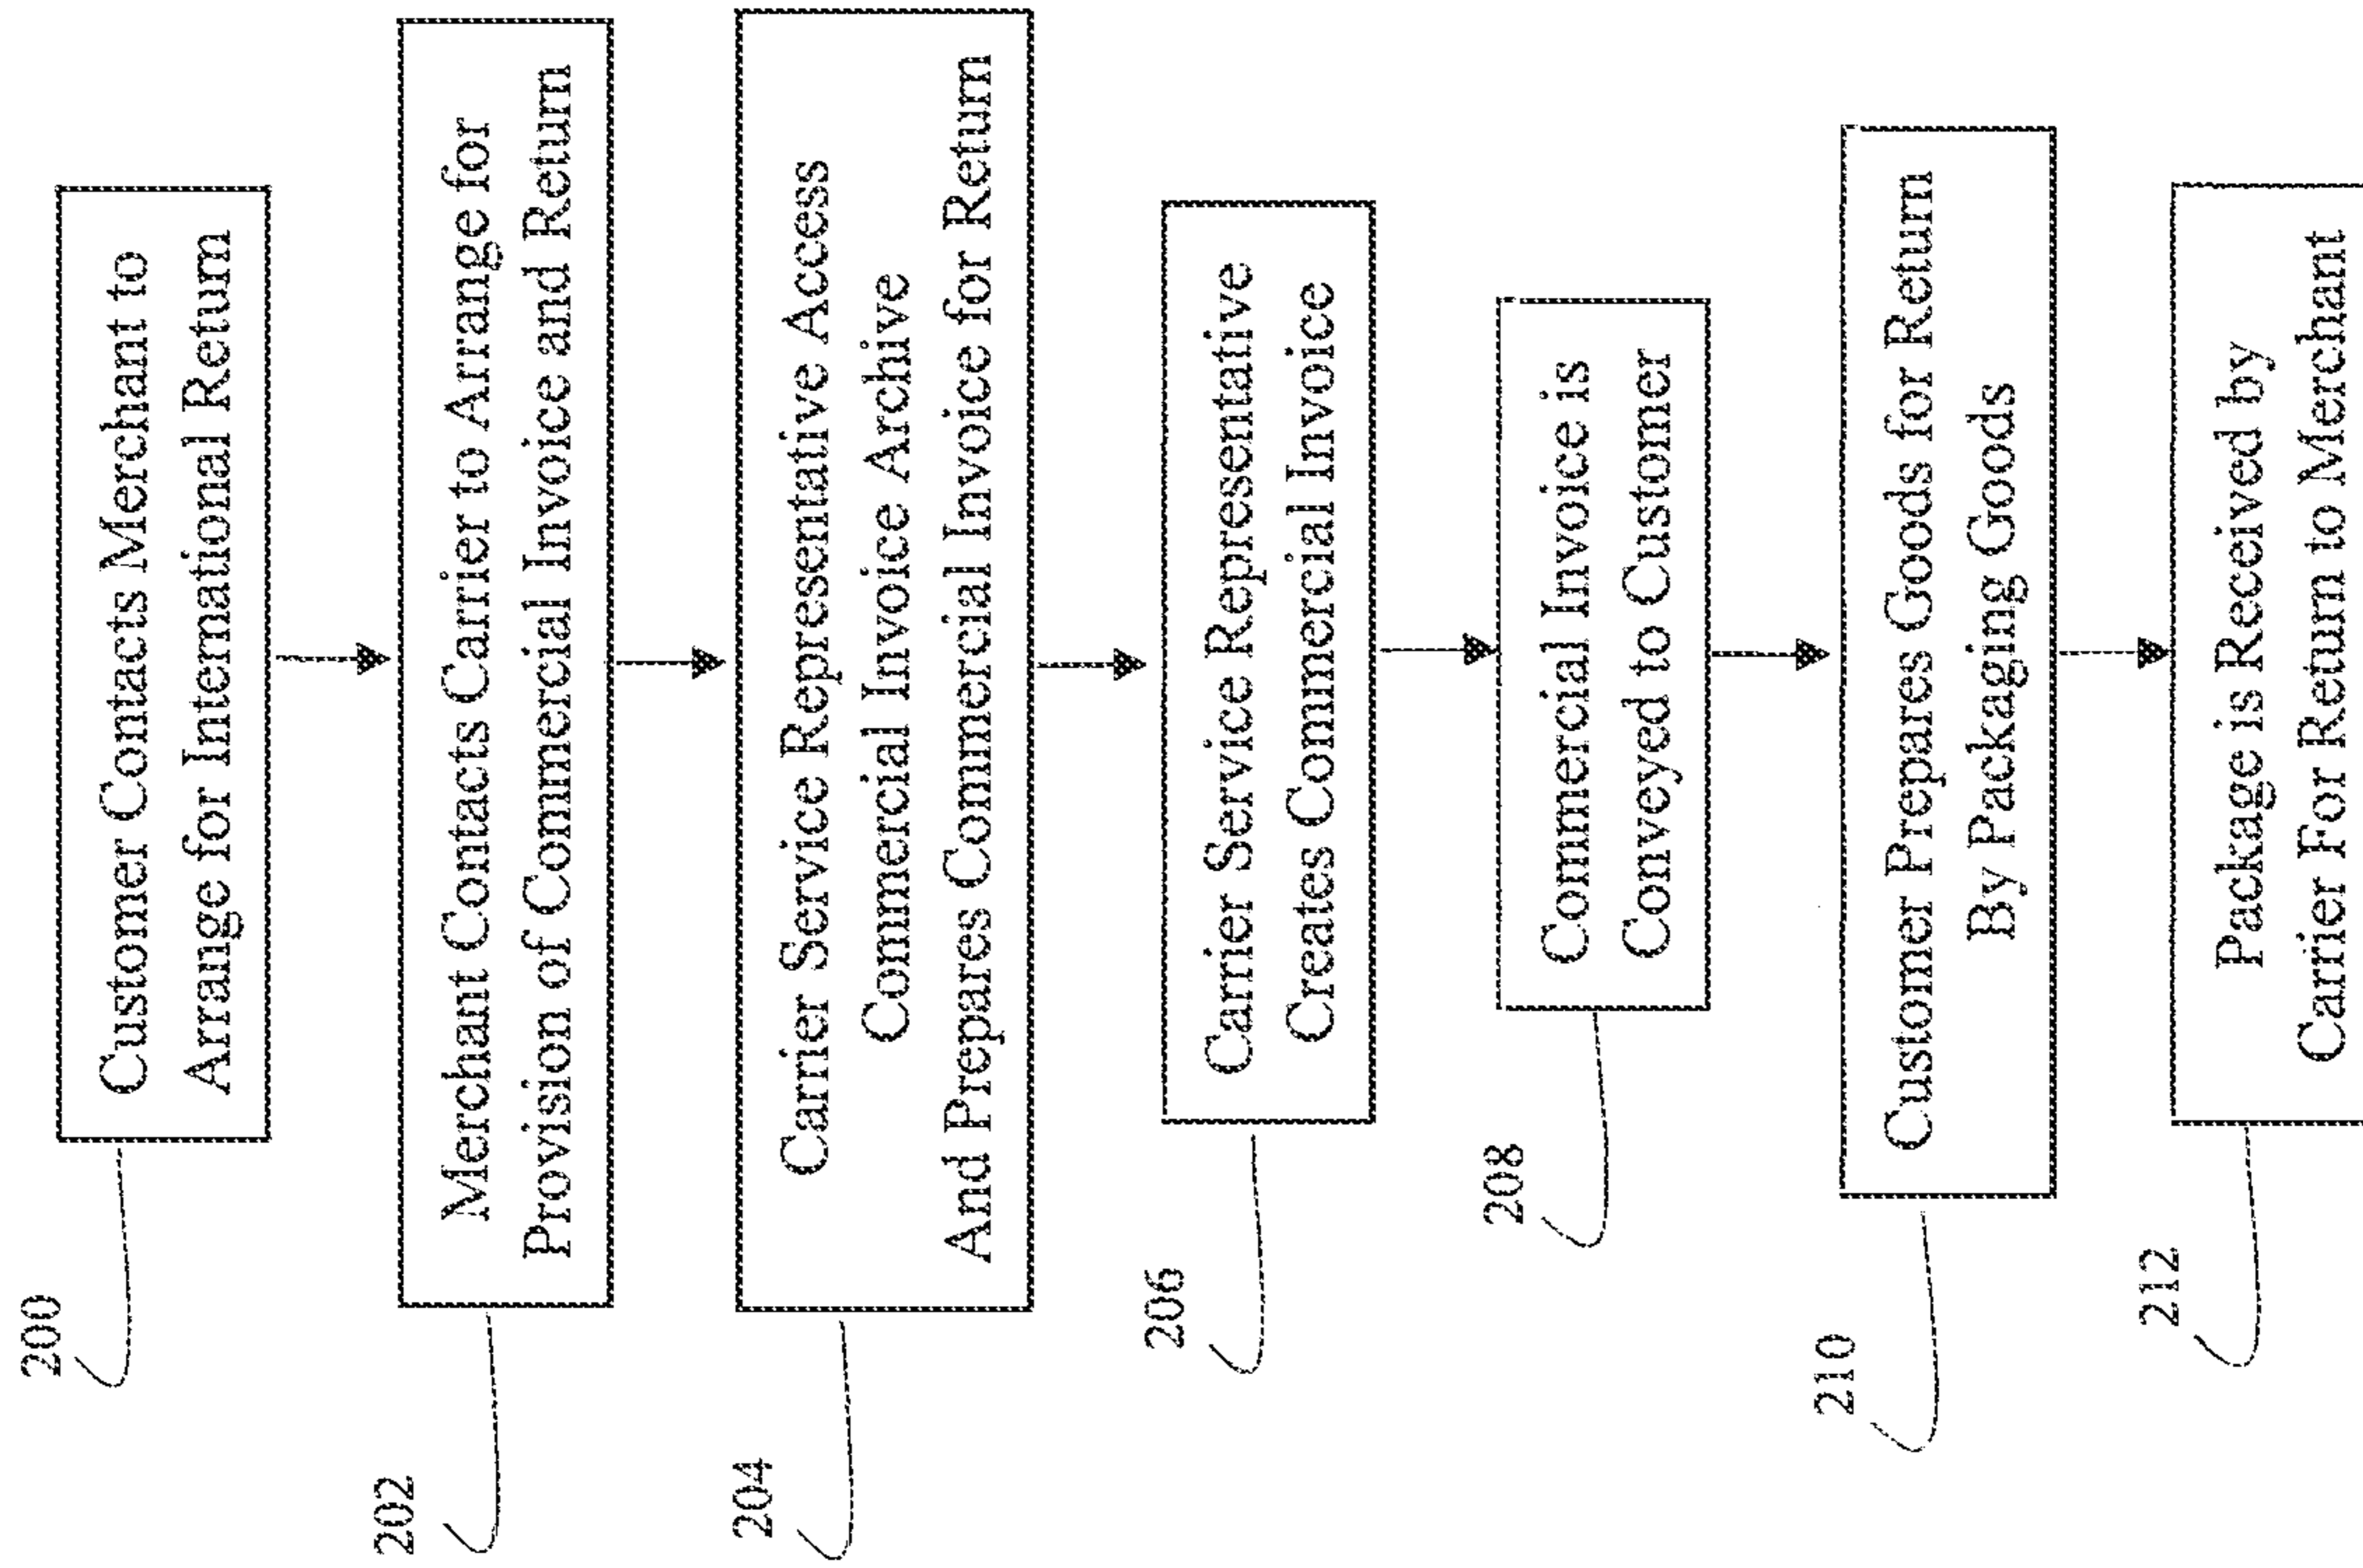 200
Customer Contacts Merchant to
Arrange for International Return
202
Merchant Contacts Carrier to Arrange for
Provision of Commercial Invoice and Return
204
Carrier Service Representative Access
Commercial Invoice Archive
And Prepares Commercial Invoice for Return
206
Carrier Service Representative
Creates Commercial Invoice
208
Commercial Invoice is
Conveyed to Customer
210
Customer Prepares Goods for Return
By Packaging Goods
212
Package is Received by
Carrier For Return to Merchant